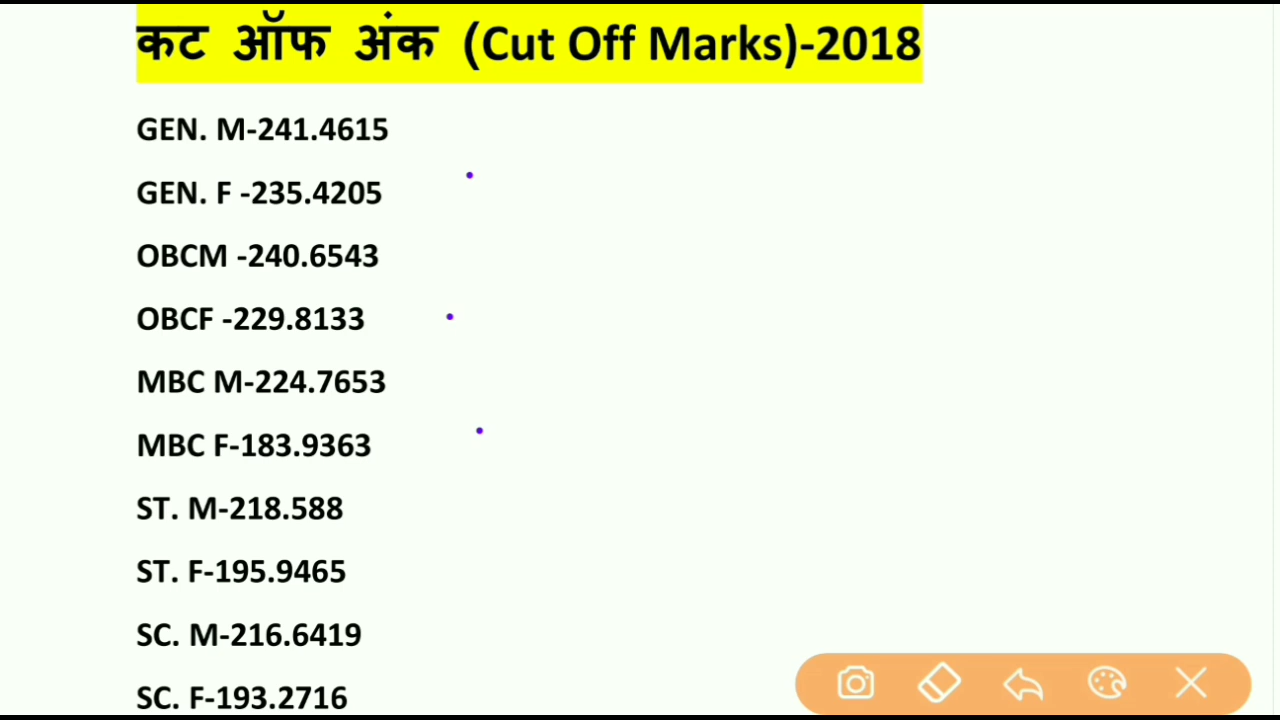 कट ऑफ अंक (Cut Off Marks)-2018
GEN. M-241.4615
GEN. F -235.4205
OBCM -240.6543
OBCF -229.8133
MBC M-224.7653
MBC F-183.9363
ST. M-218.588
ST. F-195.9465
SC. M-216.6419
SC. F-193.2716